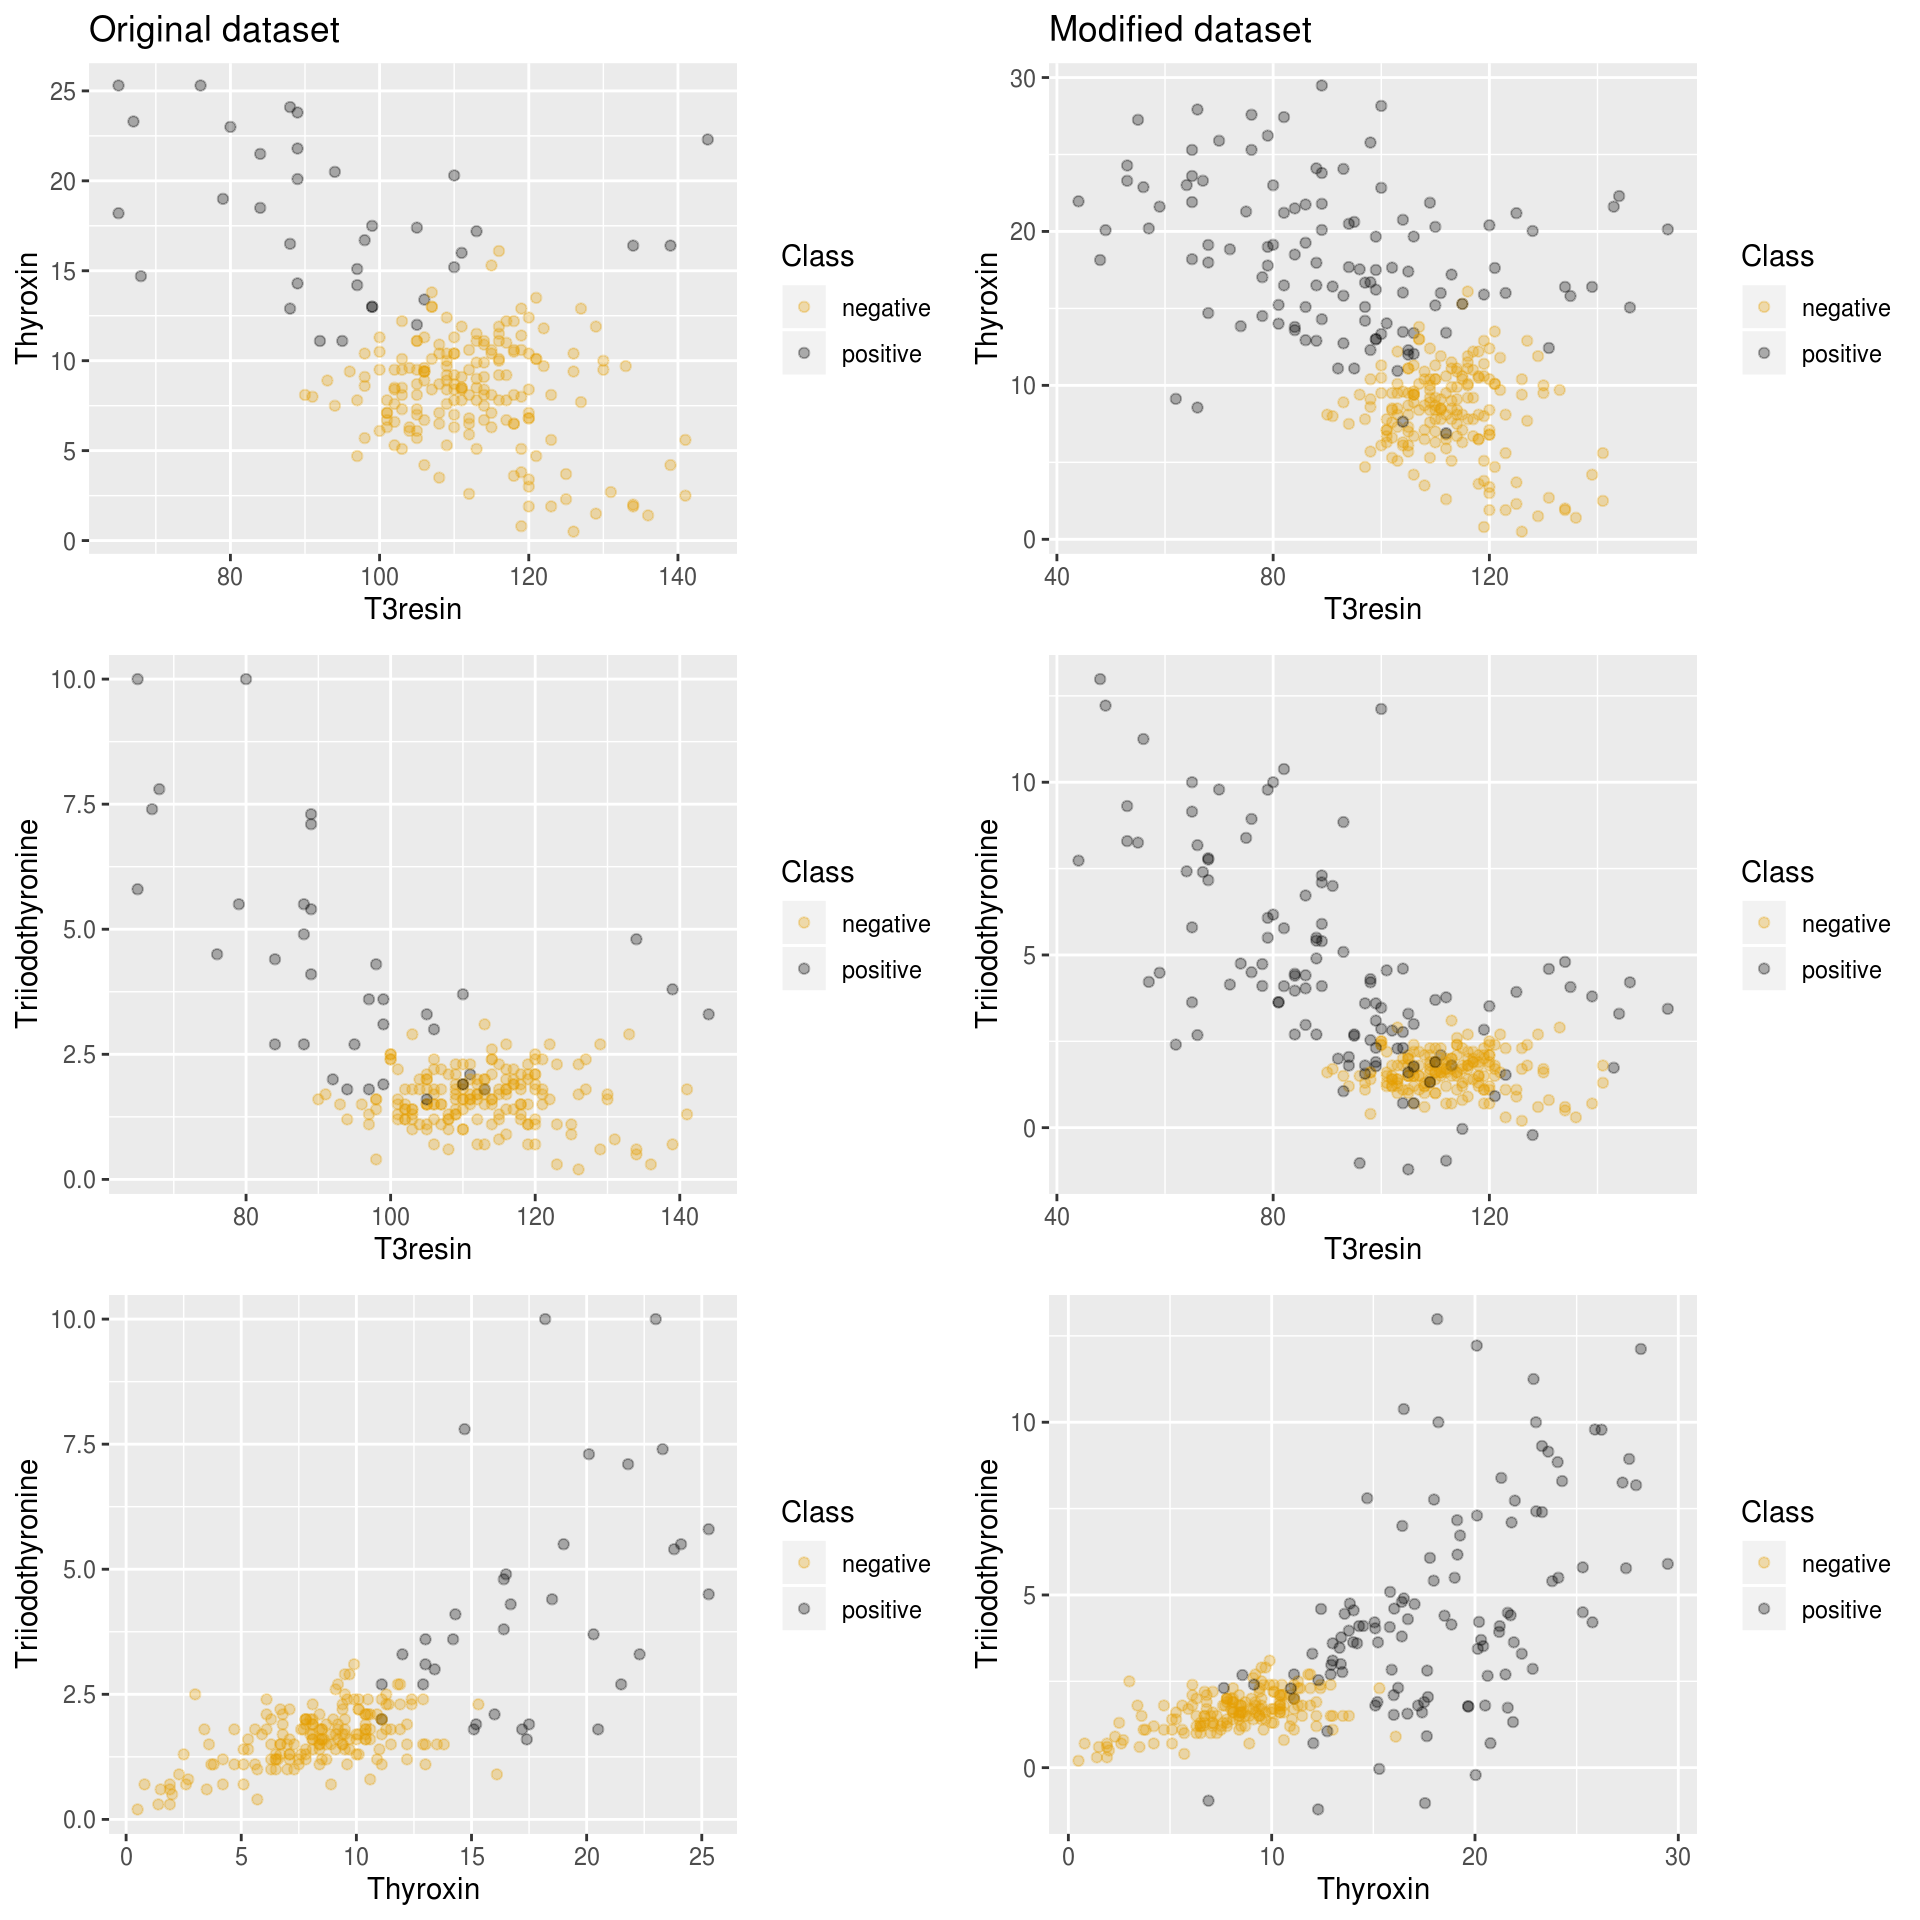 Original dataset
25
20
15
10
5
0
Thyroxin
80 100 120 140
T3resin
Class
negative
positive
Modified dataset
30
20
10
0
Thyroxin
40 80 120
T3resin
Class
negative
positive
10.0
7.5
5.0
2.5
0.0
Triiodothyronine
80 100 120 140
T3resin
Class
negative
positive
10
5
0
Triiodothyronine
40 80 120
T3resin
Class
negative
positive
10.0
7.5
5.0
2.5
0.0
Triiodothyronine
0 5 10 15 20 25
Thyroxin
Class
negative
positive
10
5
0
Triiodothyronine
0 10 20 30
Thyroxin
Class
negative
positive